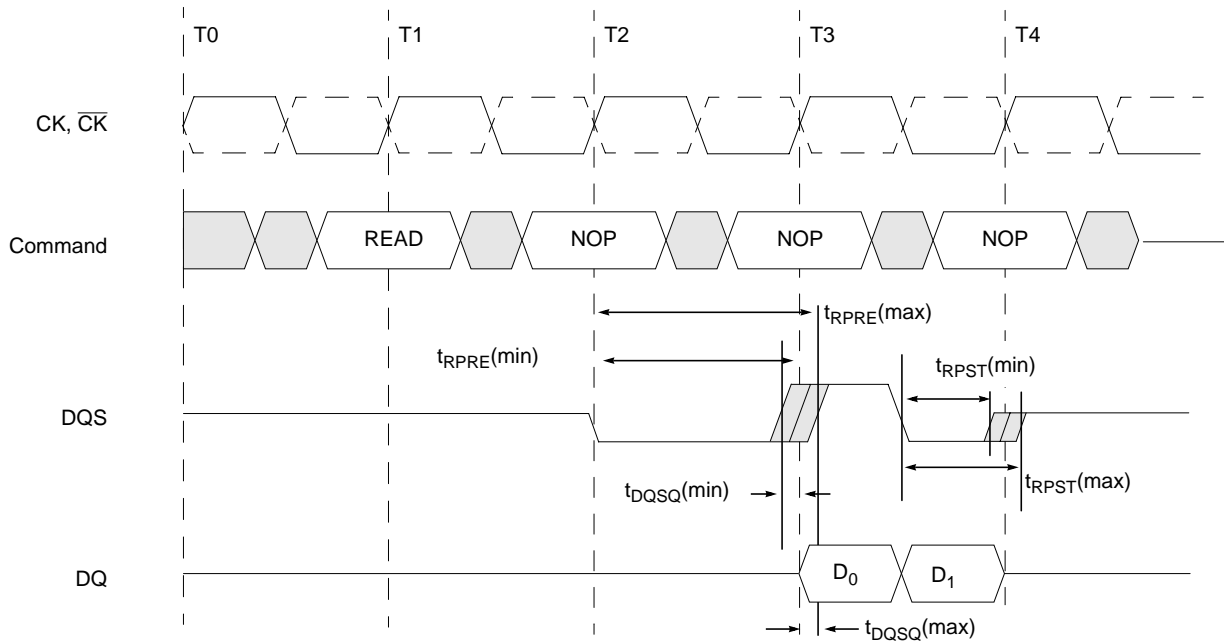 T0 T1 T2 T3 T4
CK, C̅K̅
Command READ NOP NOP NOP
tRPRE(max)
tRPRE(min) tRPST(min)
DQS
tDQSQ(min) tRPST(max)
DQ D0 D1
tDQSQ(max)